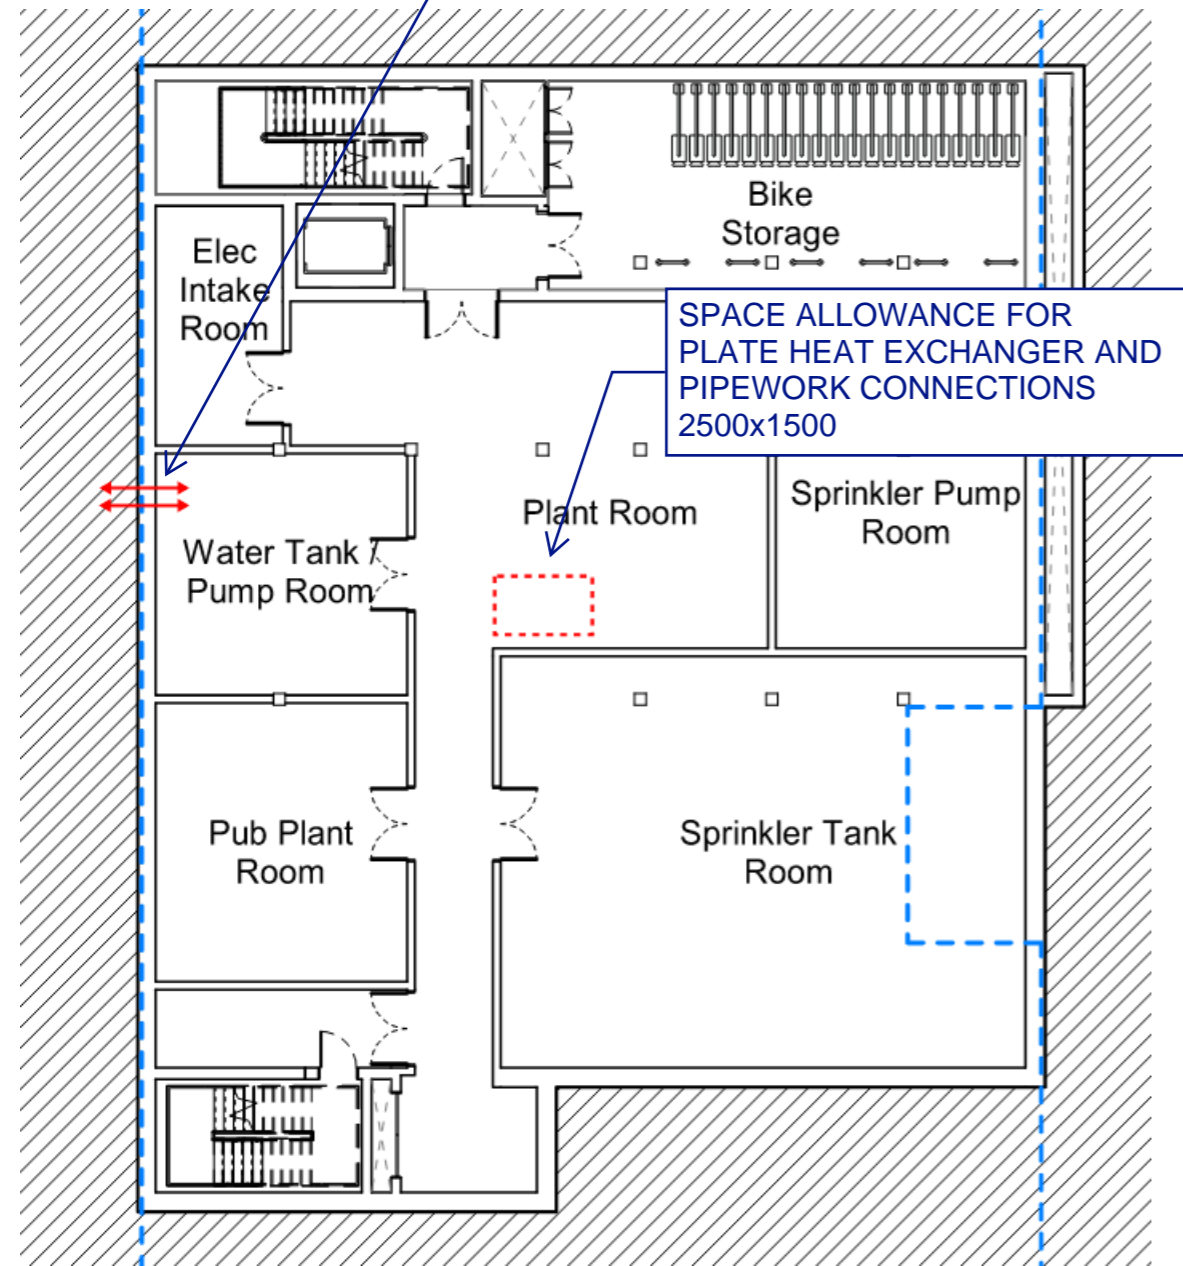 Bike
Storage
Elec
Intake
Room
SPACE ALLOWANCE FOR
PLATE HEAT EXCHANGER AND
PIPEWORK CONNECTIONS
2500x1500
Plant Room
Sprinkler Pump
Room
Water Tank /
Pump Room
Pub Plant
Room
Sprinkler Tank
Room